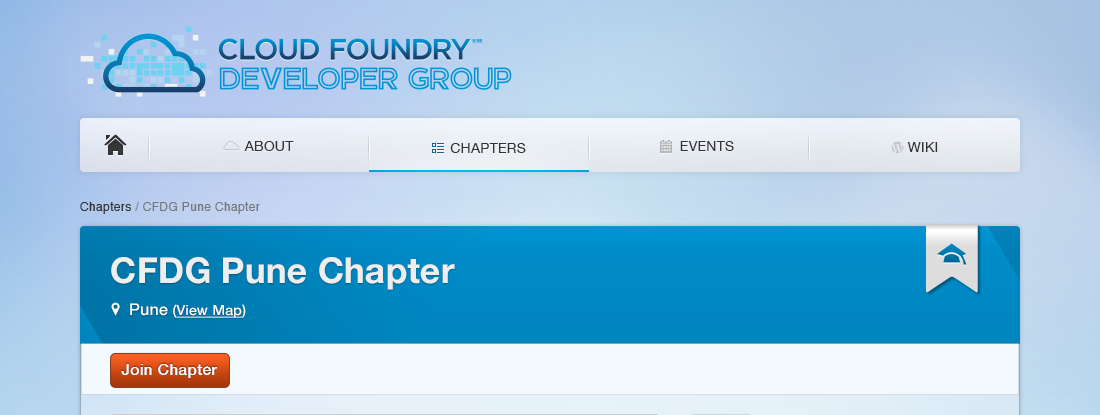 CLOUD FOUNDRY™
DEVELOPER GROUP
ABOUT
CHAPTERS
EVENTS
WIKI
Chapters / CFDG Pune Chapter
CFDG Pune Chapter
Pune (View Map)
Join Chapter